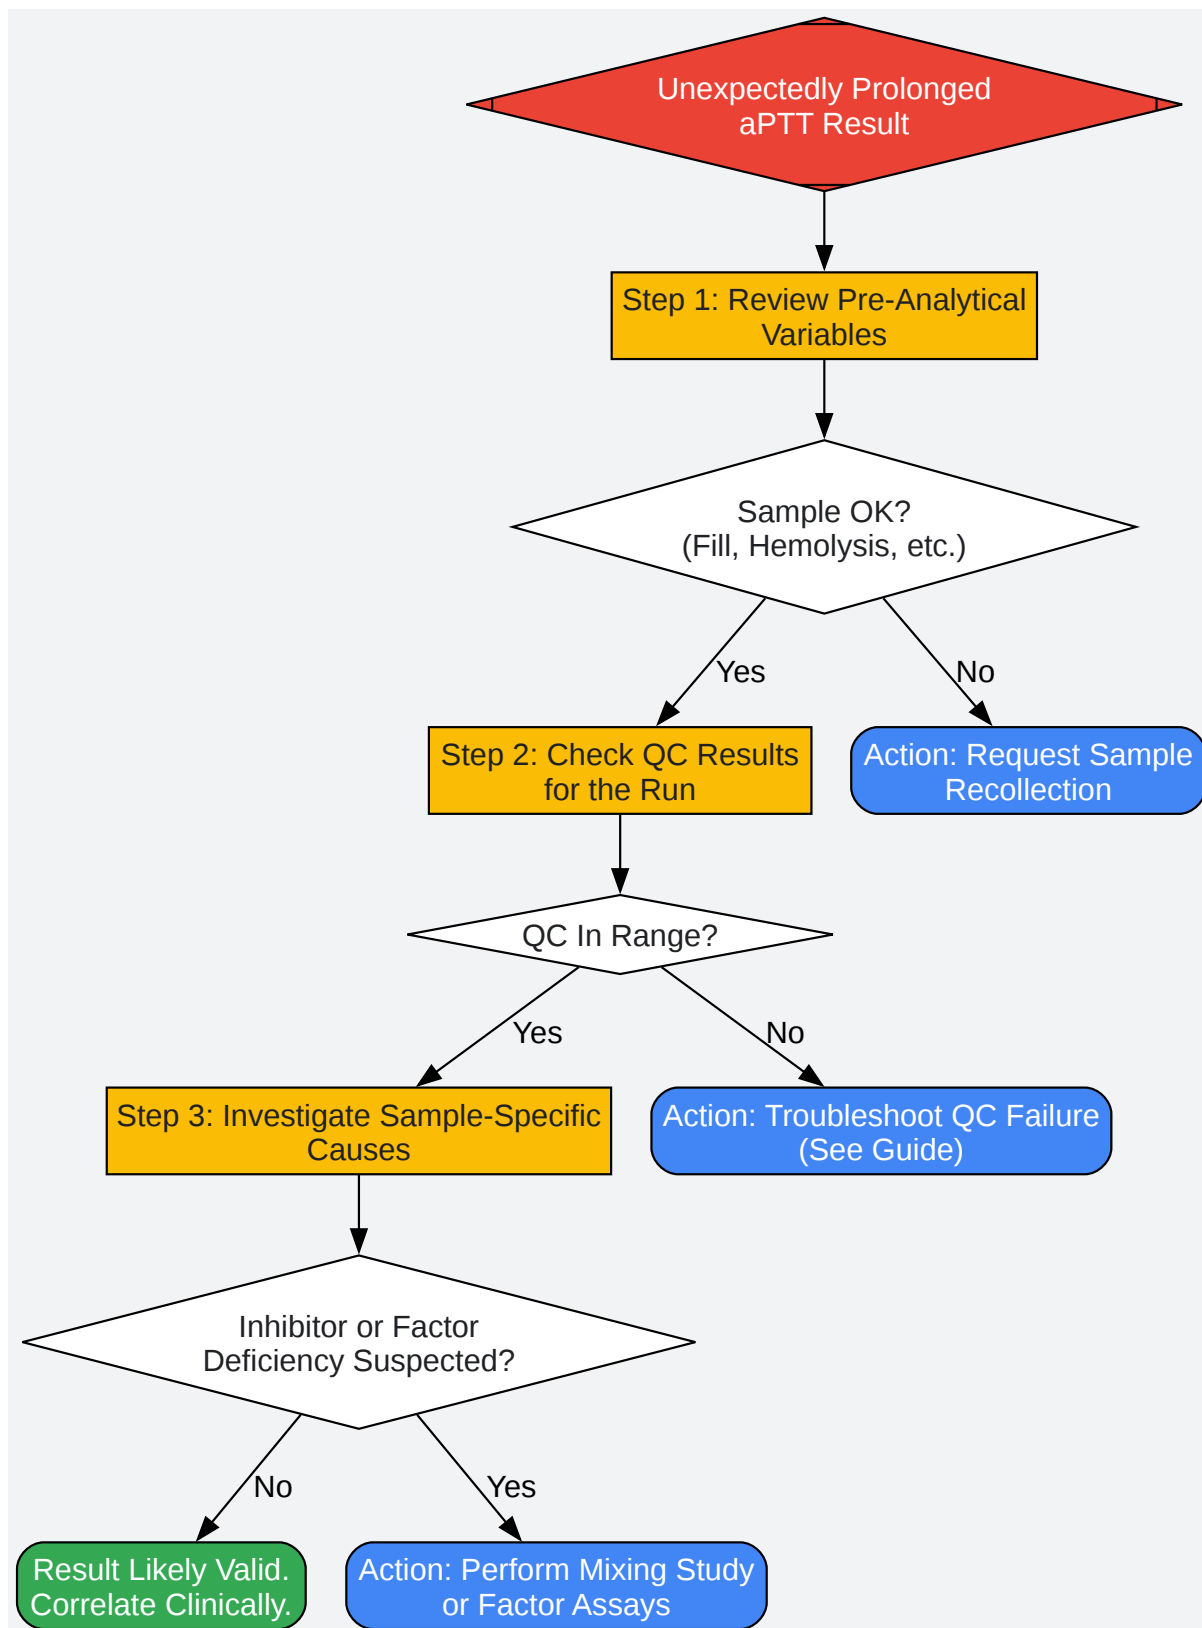 Unexpectedly Prolonged
aPTT Result
Step 1: Review Pre-Analytical
Variables
Sample OK?
(Fill, Hemolysis, etc.)
Yes
No
Step 2: Check QC Results
for the Run
Action: Request Sample
Recollection
QC In Range?
Yes
No
Step 3: Investigate Sample-Specific
Causes
Action: Troubleshoot QC Failure
(See Guide)
Inhibitor or Factor
Deficiency Suspected?
No
Yes
Result Likely Valid.
Correlate Clinically.
Action: Perform Mixing Study
or Factor Assays